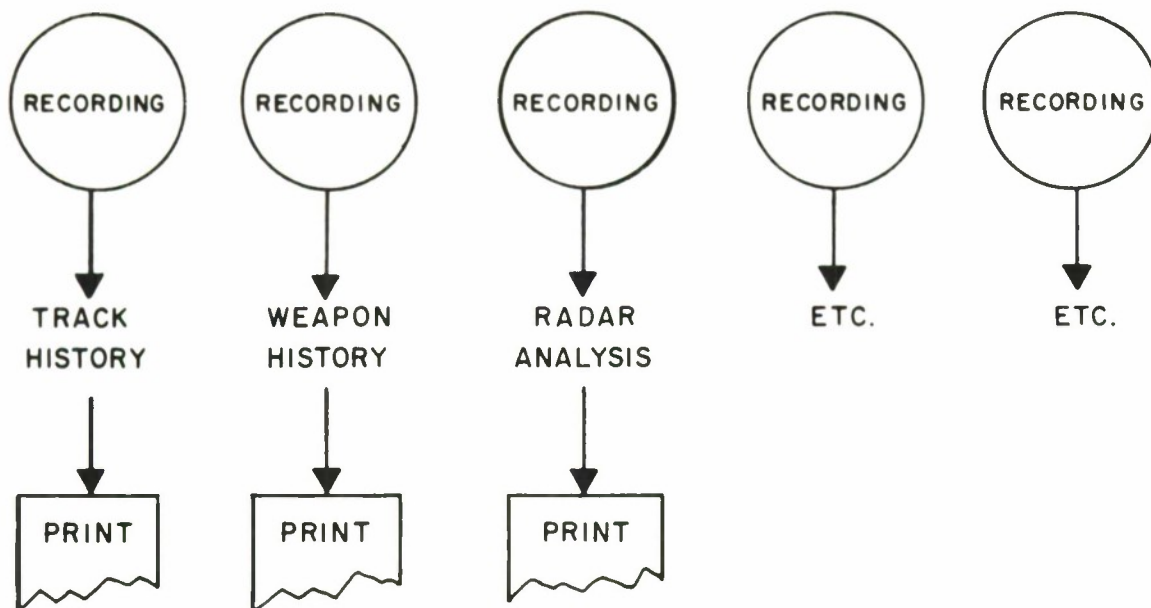 RECORDING RECORDING RECORDING RECORDING RECORDING
TRACK HISTORY
WEAPON HISTORY
RADAR ANALYSIS
ETC.
ETC.
PRINT PRINT PRINT